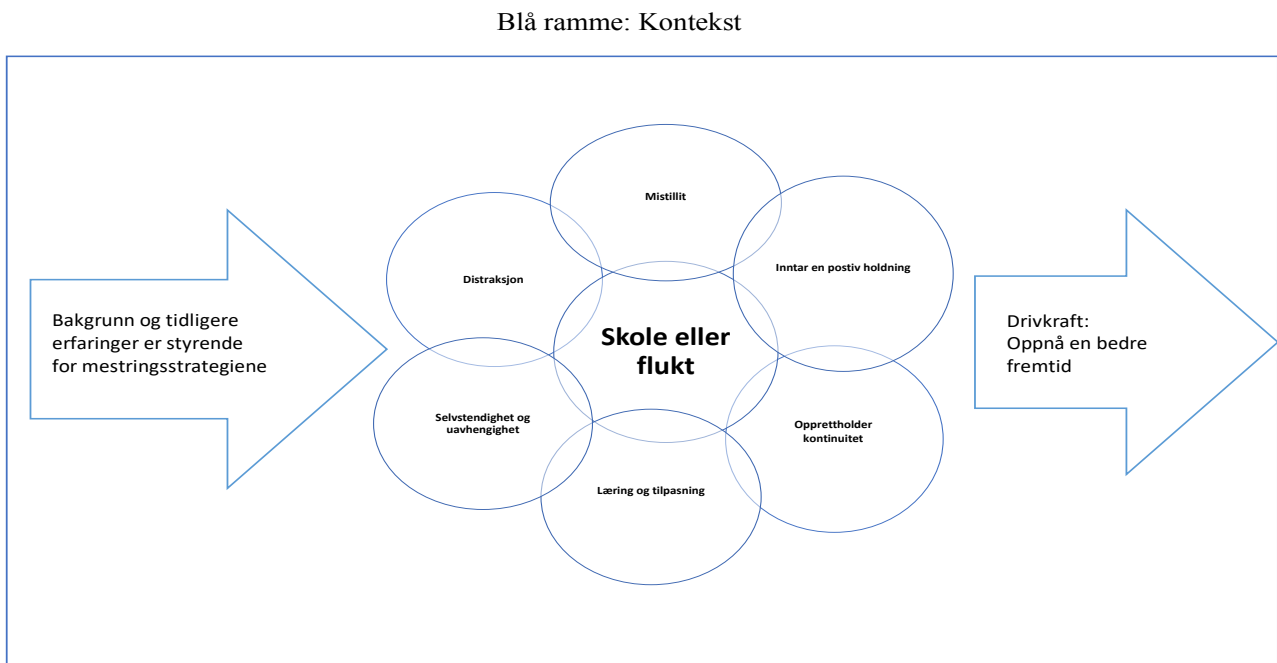 Blå ramme: Kontekst
Mistillit
Distraksjon
Inntar en postiv holdning
Bakgrunn og tidligere
erfaringer er styrende
for mestringsstrategiene
Skole eller
flukt
Drivkraft:
Oppnå en bedre
fremtid
Selvstendighet og
uavhengighet
Opprettholder
kontinuitet
Læring og tilpasning